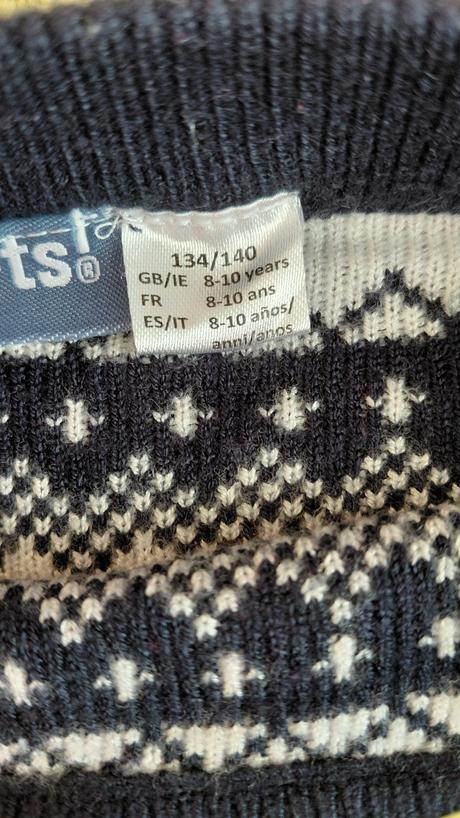 ts!®
134/140
GB/IE 8-10 years
FR 8-10 ans
ES/IT 8-10 años/
anni/anos